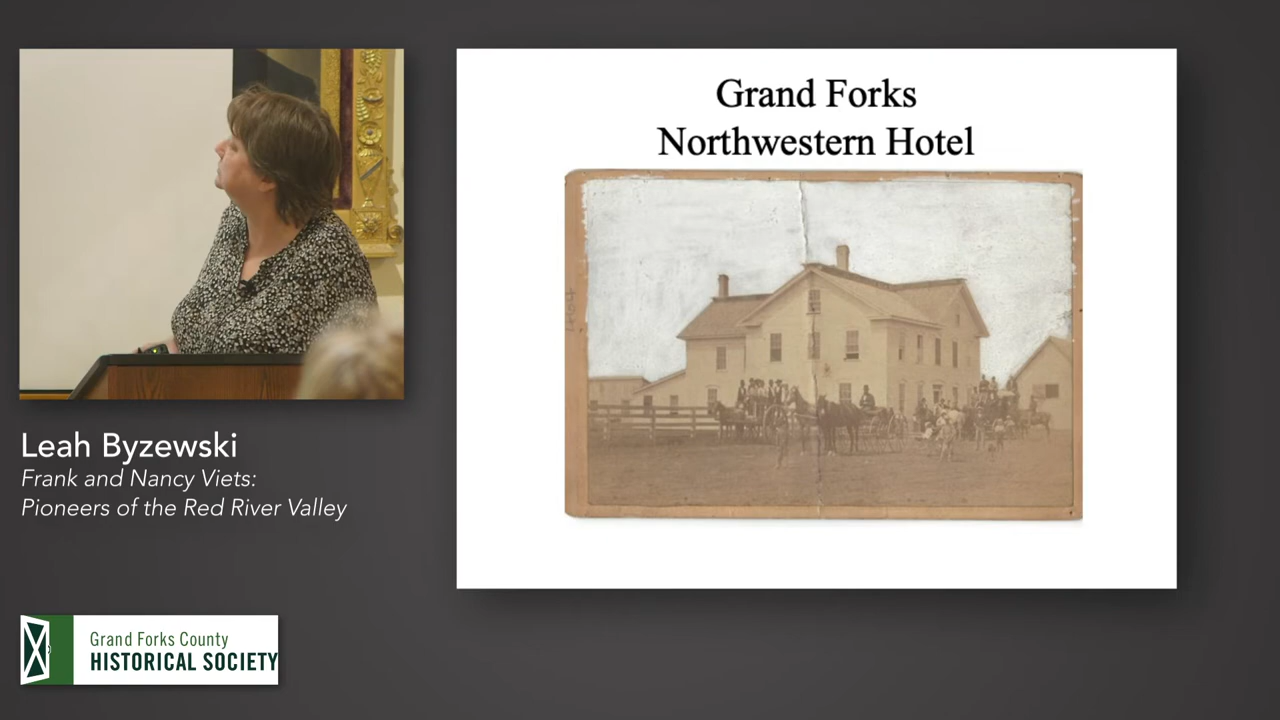 Grand Forks
Northwestern Hotel
Leah Byzewski
Frank and Nancy Viets:
Pioneers of the Red River Valley
Grand Forks County
HISTORICAL SOCIETY